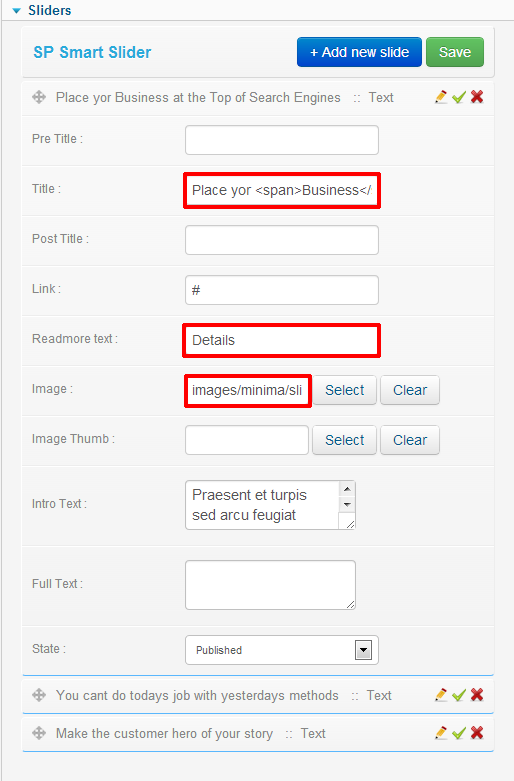 Sliders
SP Smart Slider
+ Add new slide
Save
Place yor Business at the Top of Search Engines :: Text
Pre Title :
Title :
Place yor <span>Business</
Post Title :
Link :
#
Readmore text :
Details
Image :
images/minima/sli
Select
Clear
Image Thumb :
Select
Clear
Intro Text :
Praesent et turpis
sed arcu feugiat
Full Text :
State :
Published
You cant do todays job with yesterdays methods :: Text
Make the customer hero of your story :: Text